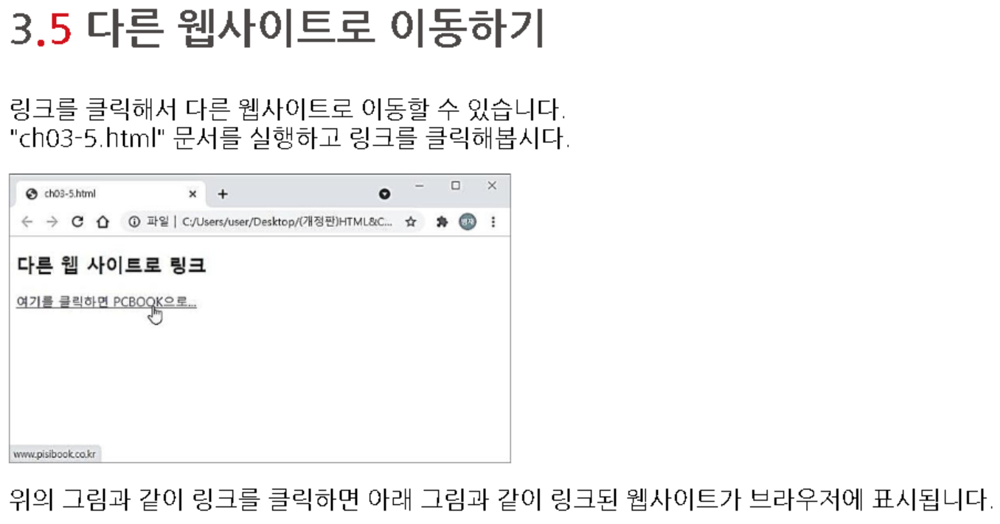 3.5 다른 웹사이트로 이동하기
링크를 클릭해서 다른 웹사이트로 이동할 수 있습니다.
"ch03-5.html" 문서를 실행하고 링크를 클릭해봅시다.
ch03-5.html
파일 | C:/Users/user/Desktop/(개정판)HTML&C...
다른 웹 사이트로 링크
여기를 클릭하면 PCBOOK으로...
www.pisibook.co.kr
위의 그림과 같이 링크를 클릭하면 아래 그림과 같이 링크된 웹사이트가 브라우저에 표시됩니다.